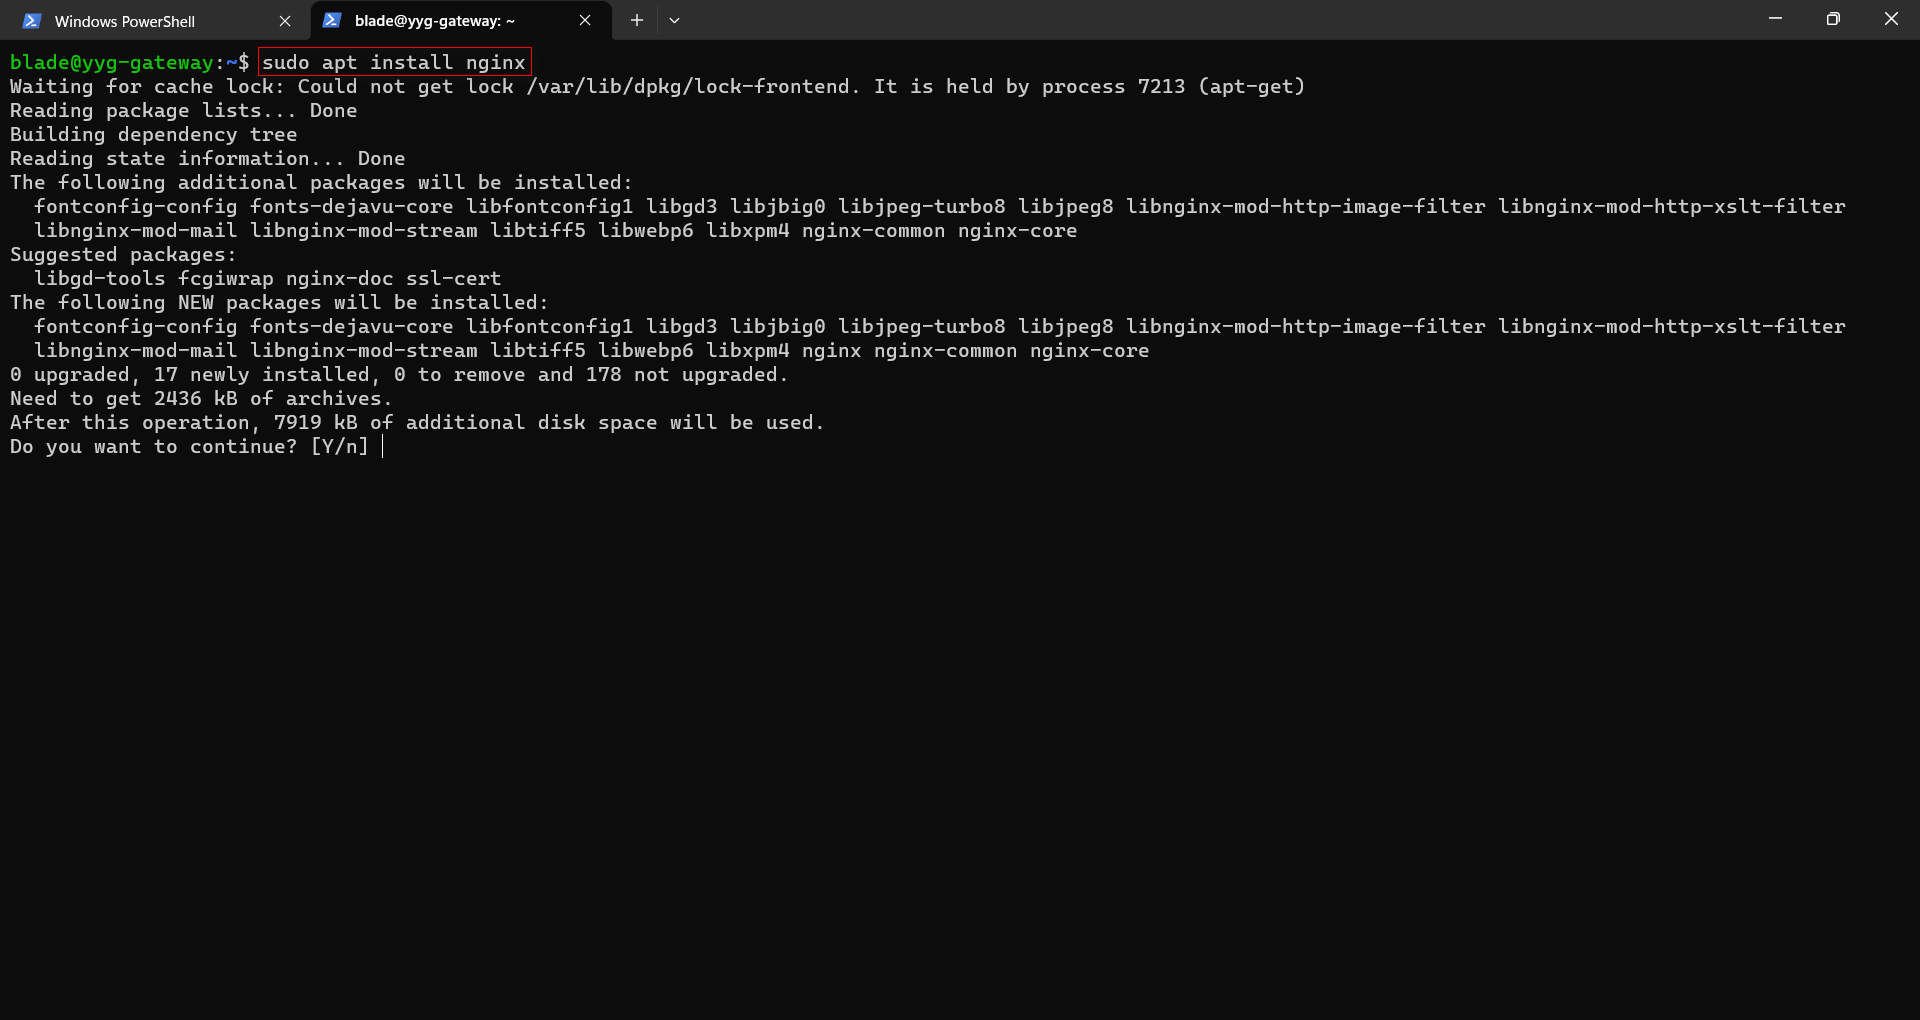 Windows PowerShell
blade@yyg-gateway: ~
blade@yyg-gateway:~$ sudo apt install nginx
Waiting for cache lock: Could not get lock /var/lib/dpkg/lock-frontend. It is held by process 7213 (apt-get)
Reading package lists... Done
Building dependency tree
Reading state information... Done
The following additional packages will be installed:
  fontconfig-config fonts-dejavu-core libfontconfig1 libgd3 libjbig0 libjpeg-turbo8 libjpeg8 libnginx-mod-http-image-filter libnginx-mod-http-xslt-filter
  libnginx-mod-mail libnginx-mod-stream libtiff5 libwebp6 libxpm4 nginx-common nginx-core
Suggested packages:
  libgd-tools fcgiwrap nginx-doc ssl-cert
The following NEW packages will be installed:
  fontconfig-config fonts-dejavu-core libfontconfig1 libgd3 libjbig0 libjpeg-turbo8 libjpeg8 libnginx-mod-http-image-filter libnginx-mod-http-xslt-filter
  libnginx-mod-mail libnginx-mod-stream libtiff5 libwebp6 libxpm4 nginx nginx-common nginx-core
0 upgraded, 17 newly installed, 0 to remove and 178 not upgraded.
Need to get 2436 kB of archives.
After this operation, 7919 kB of additional disk space will be used.
Do you want to continue? [Y/n]